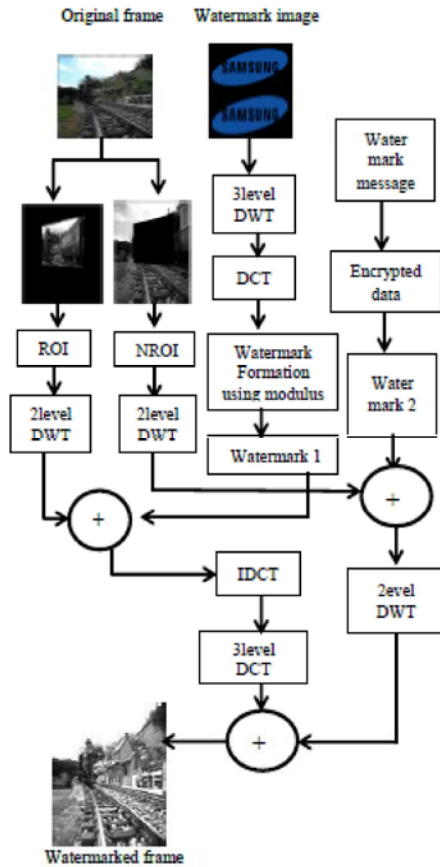 Original frame
Watermark image
SAMSUNG
SAMSUNG
Water
mark
message
3level
DWT
DCT
Encrypted
data
ROI
NROI
Watermark
Formation
using modulus
Water
mark 2
2level
DWT
2level
DWT
Watermark 1
+
+
IDCT
2evel
DWT
3level
DCT
+
Watermarked frame